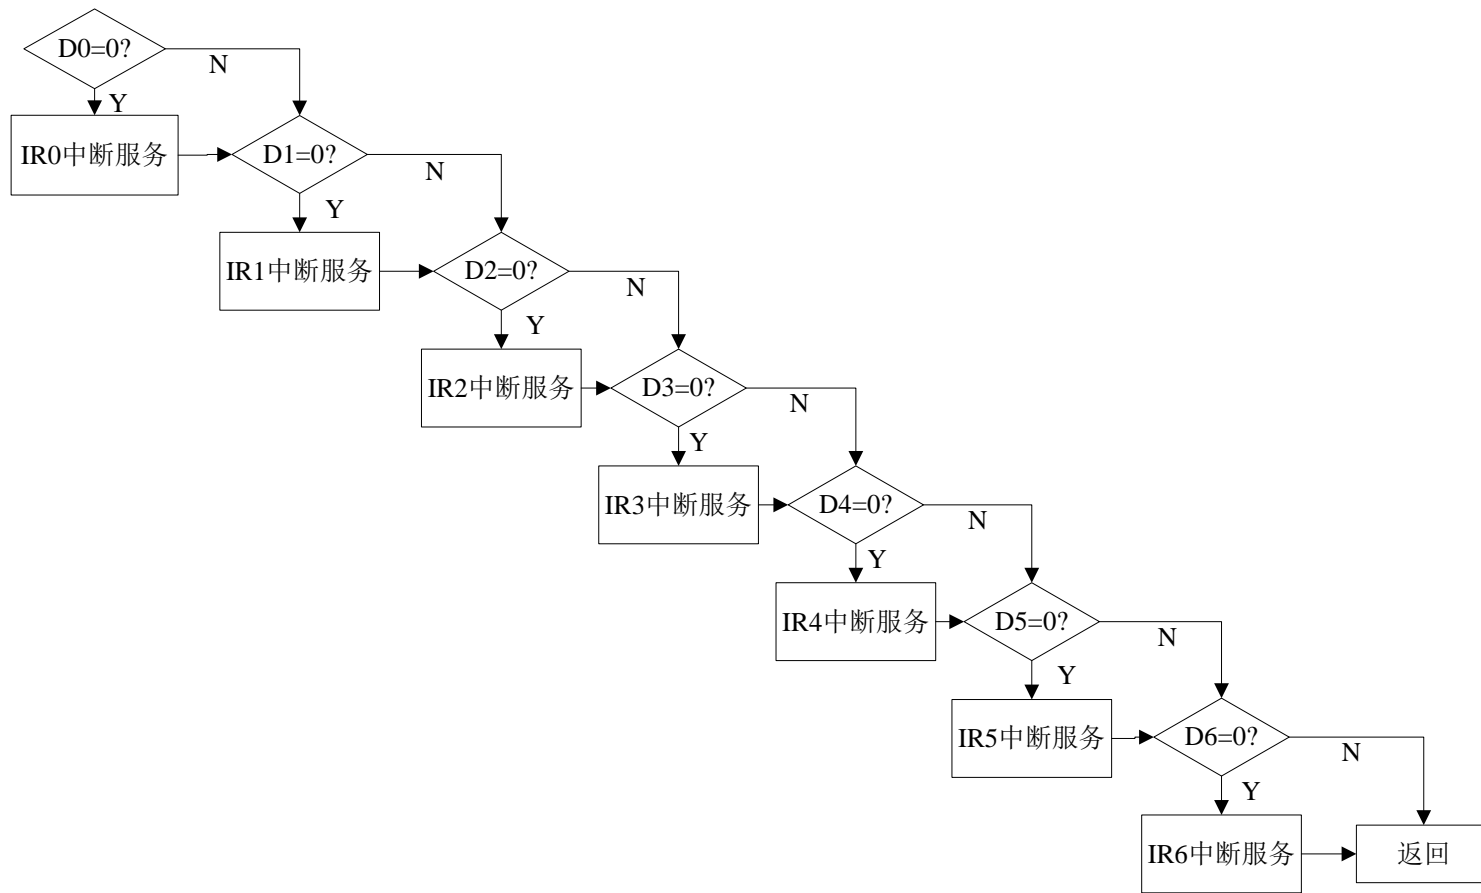 D0=0?
N
Y
IR0中断服务
D1=0?
N
Y
IR1中断服务
D2=0?
N
Y
IR2中断服务
D3=0?
N
Y
IR3中断服务
D4=0?
N
Y
IR4中断服务
D5=0?
N
Y
IR5中断服务
D6=0?
N
Y
IR6中断服务
返回